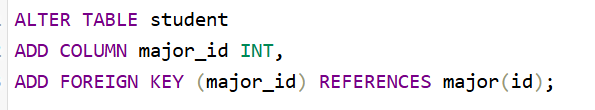 ALTER TABLE student
ADD COLUMN major_id INT,
ADD FOREIGN KEY (major_id) REFERENCES major(id);